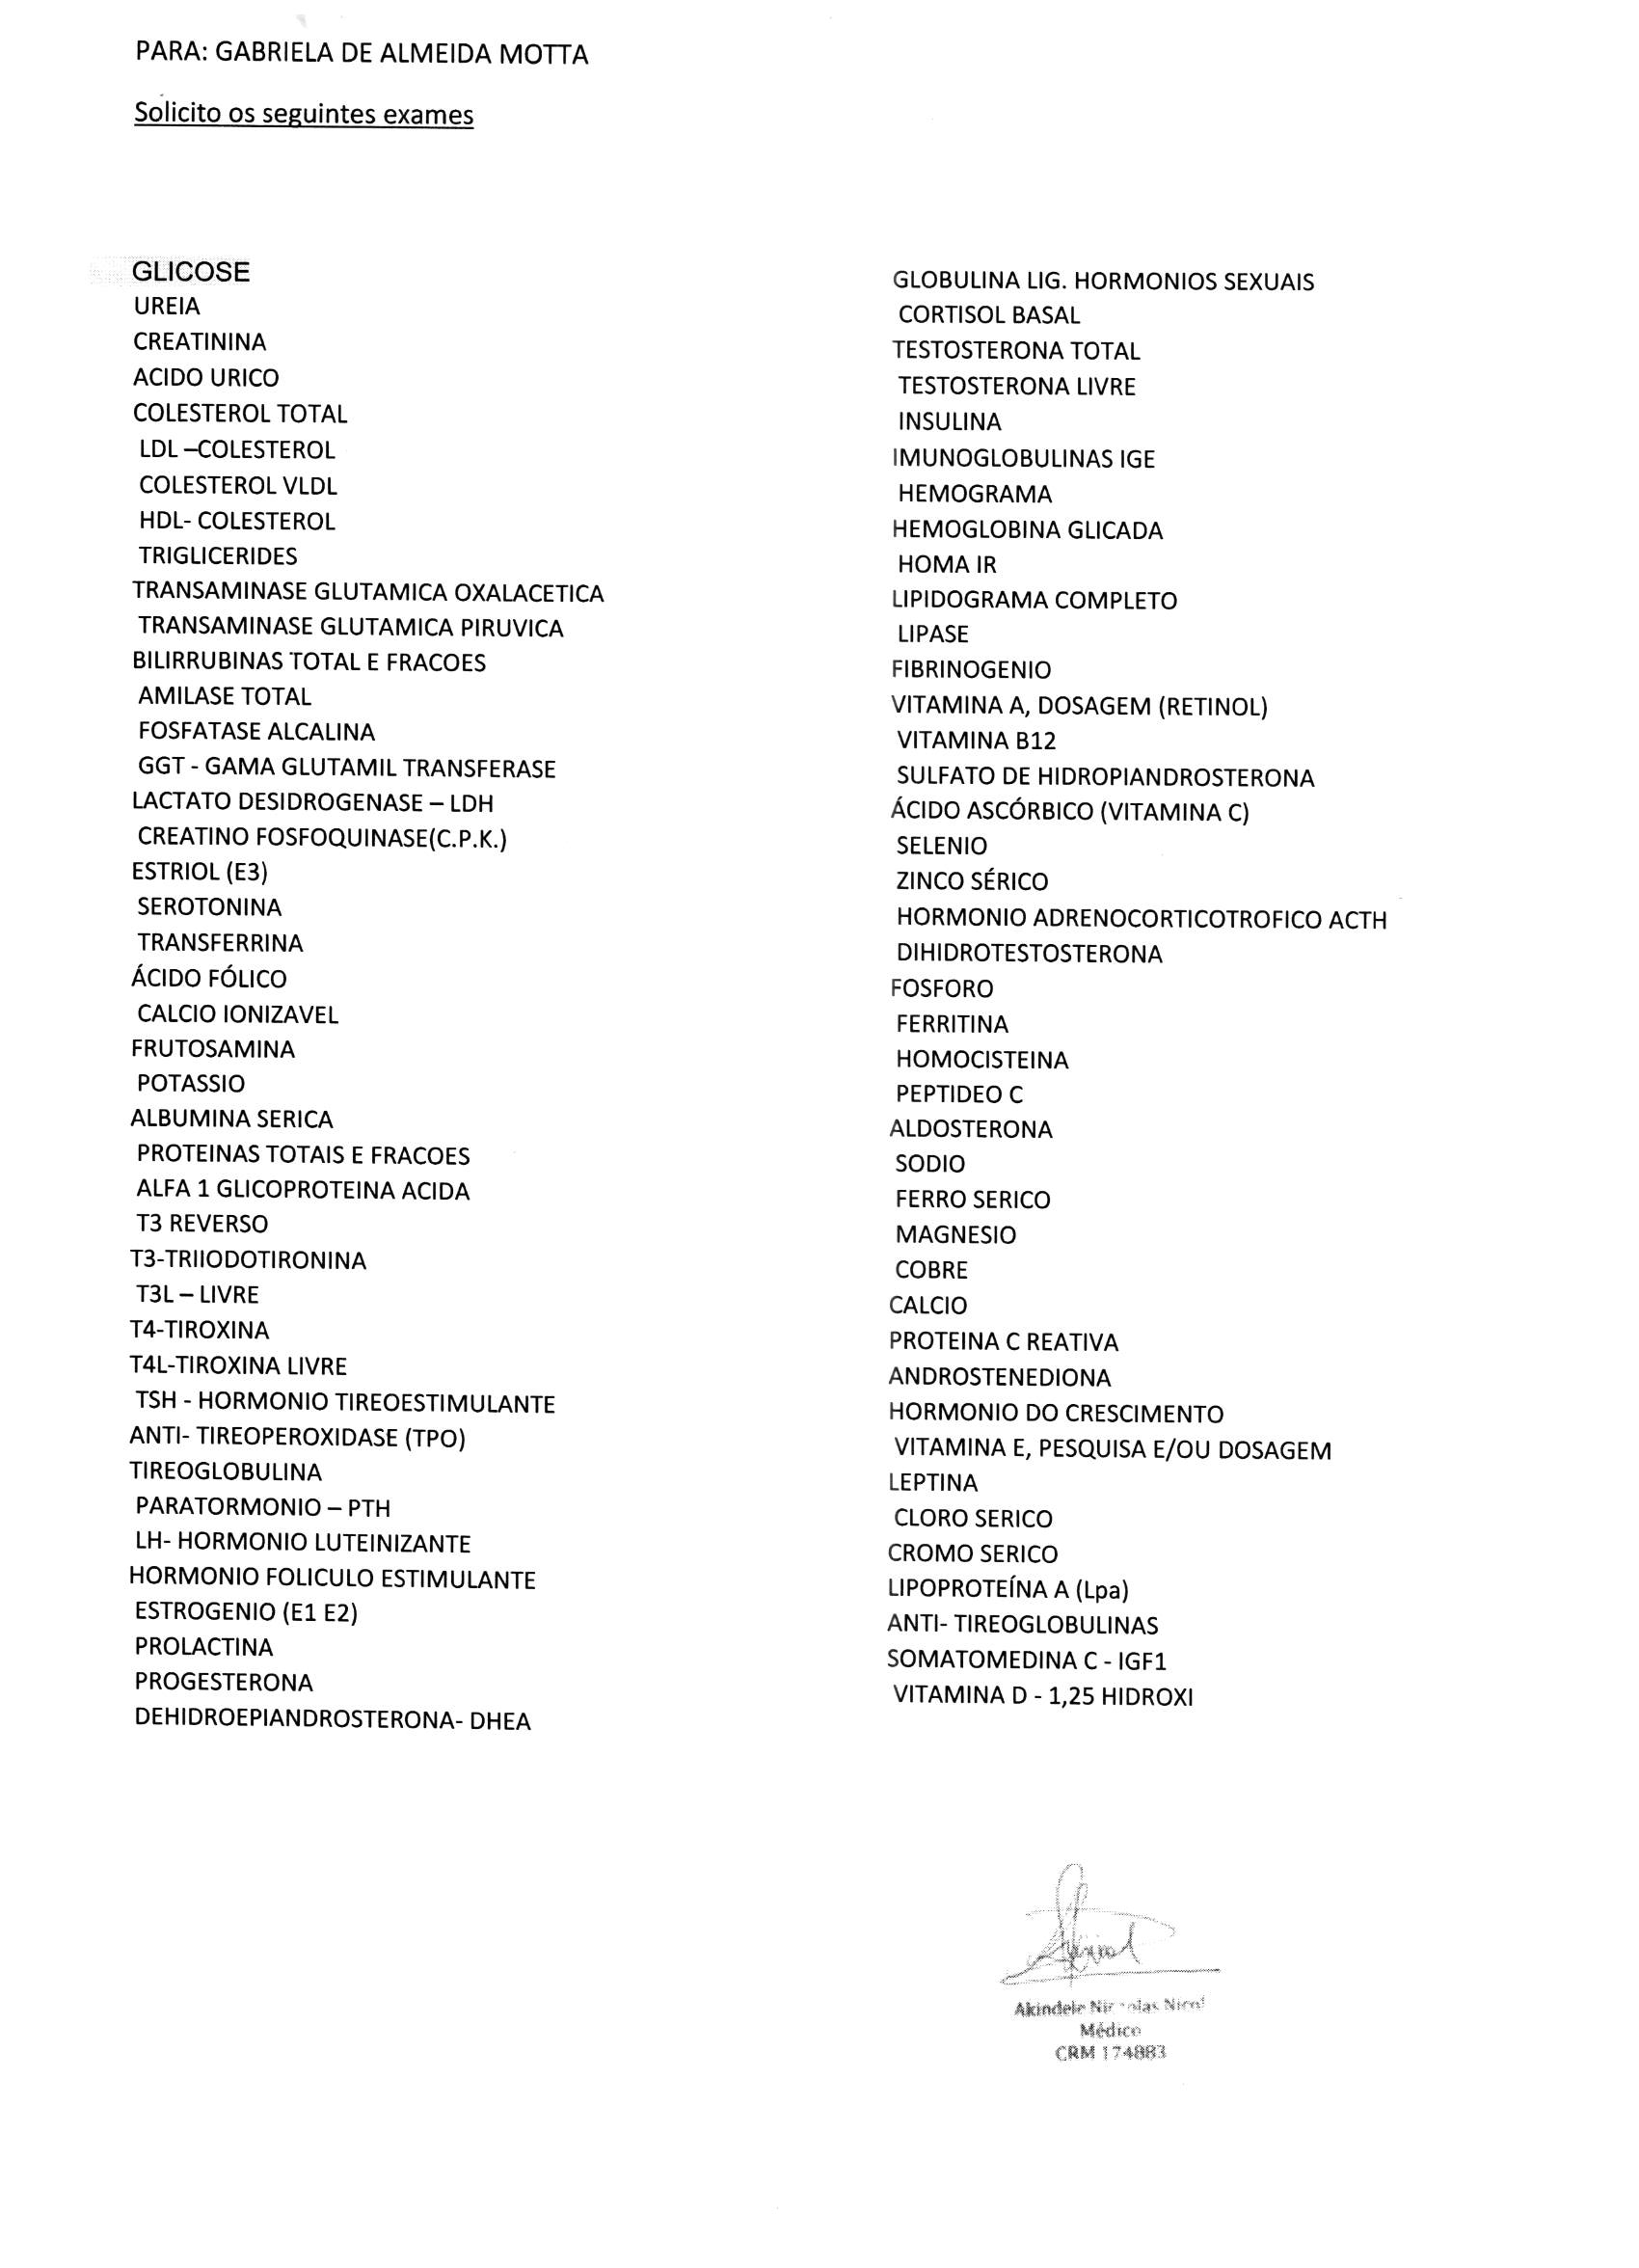 PARA: GABRIELA DE ALMEIDA MOTTA
Solicito os seguintes exames
GLICOSE
UREIA
CREATININA
ACIDO URICO
COLESTEROL TOTAL
LDL –COLESTEROL
COLESTEROL VLDL
HDL- COLESTEROL
TRIGLICERIDES
TRANSAMINASE GLUTAMICA OXALACETICA
TRANSAMINASE GLUTAMICA PIRUVICA
BILIRRUBINAS TOTAL E FRACOES
AMILASE TOTAL
FOSFATASE ALCALINA
GGT - GAMA GLUTAMIL TRANSFERASE
LACTATO DESIDROGENASE – LDH
CREATINO FOSFOQUINASE(C.P.K.)
ESTRIOL (E3)
SEROTONINA
TRANSFERRINA
ÁCIDO FÓLICO
CALCIO IONIZAVEL
FRUTOSAMINA
POTASSIO
ALBUMINA SERICA
PROTEINAS TOTAIS E FRACOES
ALFA 1 GLICOPROTEINA ACIDA
T3 REVERSO
T3-TRIIODOTIRONINA
T3L – LIVRE
T4-TIROXINA
T4L-TIROXINA LIVRE
TSH - HORMONIO TIREOESTIMULANTE
ANTI- TIREOPEROXIDASE (TPO)
TIREOGLOBULINA
PARATORMONIO – PTH
LH- HORMONIO LUTEINIZANTE
HORMONIO FOLICULO ESTIMULANTE
ESTROGENIO (E1 E2)
PROLACTINA
PROGESTERONA
DEHIDROEPIANDROSTERONA- DHEA
GLOBULINA LIG. HORMONIOS SEXUAIS
CORTISOL BASAL
TESTOSTERONA TOTAL
TESTOSTERONA LIVRE
INSULINA
IMUNOGLOBULINAS IGE
HEMOGRAMA
HEMOGLOBINA GLICADA
HOMA IR
LIPIDOGRAMA COMPLETO
LIPASE
FIBRINOGENIO
VITAMINA A, DOSAGEM (RETINOL)
VITAMINA B12
SULFATO DE HIDROPIANDROSTERONA
ÁCIDO ASCÓRBICO (VITAMINA C)
SELENIO
ZINCO SÉRICO
HORMONIO ADRENOCORTICOTROFICO ACTH
DIHIDROTESTOSTERONA
FOSFORO
FERRITINA
HOMOCISTEINA
PEPTIDEO C
ALDOSTERONA
SODIO
FERRO SERICO
MAGNESIO
COBRE
CALCIO
PROTEINA C REATIVA
ANDROSTENEDIONA
HORMONIO DO CRESCIMENTO
VITAMINA E, PESQUISA E/OU DOSAGEM
LEPTINA
CLORO SERICO
CROMO SERICO
LIPOPROTEÍNA A (Lpa)
ANTI- TIREOGLOBULINAS
SOMATOMEDINA C - IGF1
VITAMINA D - 1,25 HIDROXI
Akindele
Médico
CRM 174883